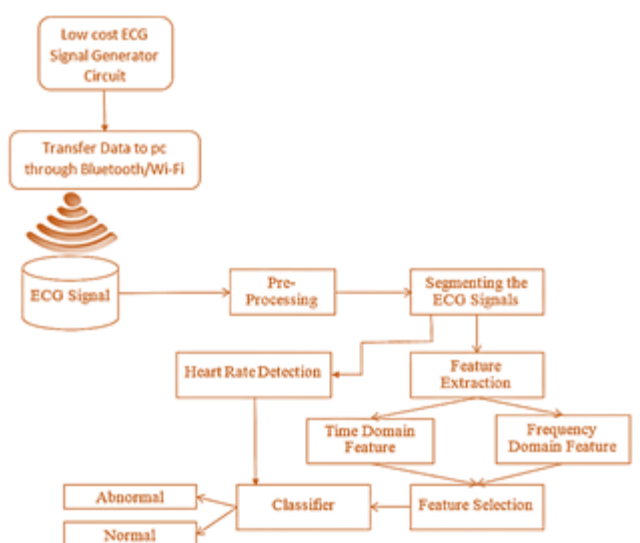 Low cost ECG
Signal Generator
Circuit
Transfer Data to pc
through Bluetooth/Wi-Fi
ECG Signal
Pre-
Processing
Segmenting the
ECG Signals
Heart Rate Detection
Feature
Extraction
Time Domain
Feature
Frequency
Domain Feature
Abnormal
Classifier
Feature Selection
Normal